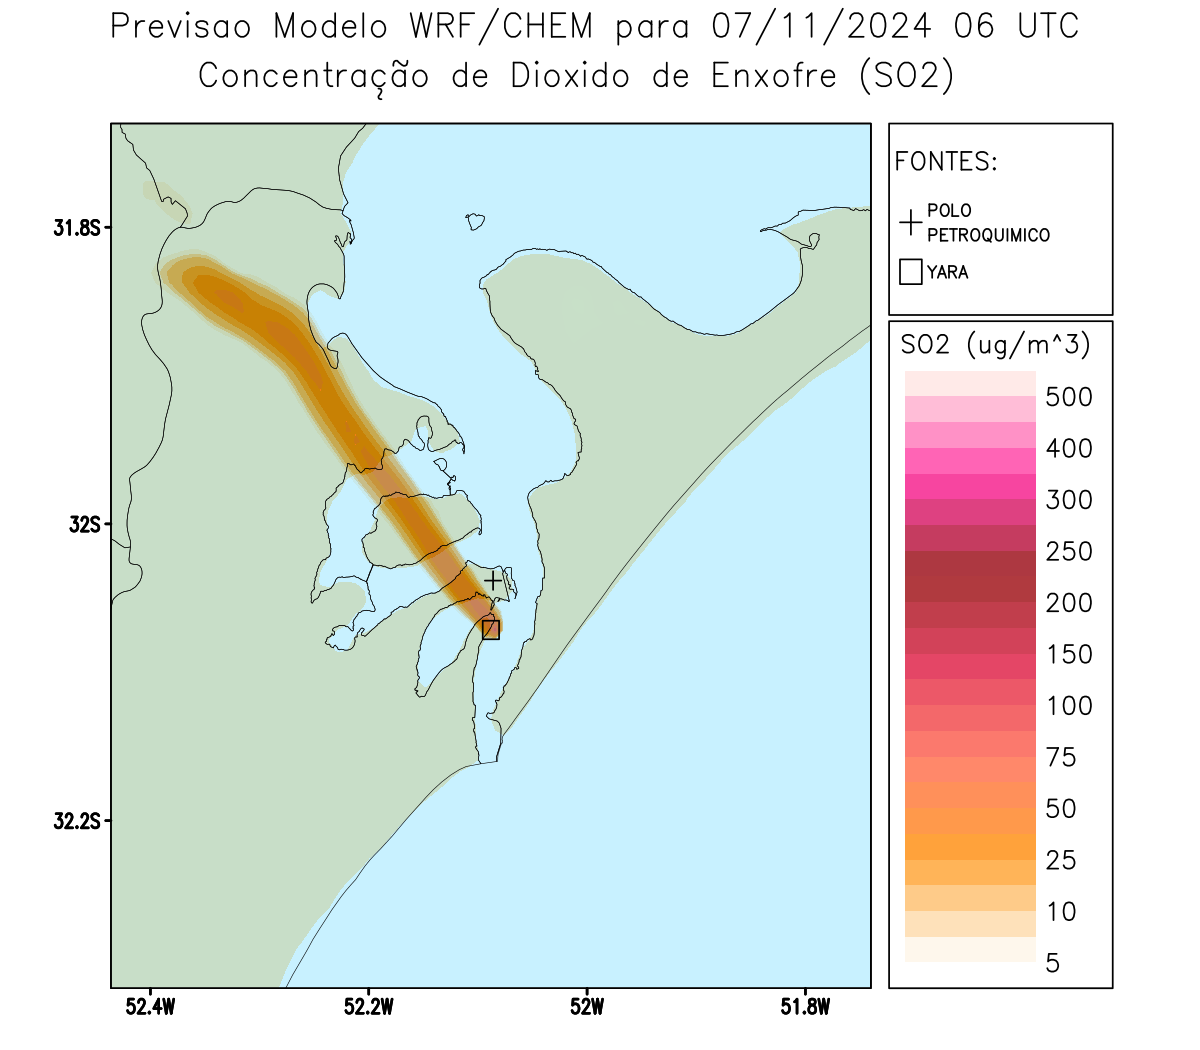 Previsao Modelo WRF/CHEM para 07/11/2024 06 UTC
Concentração de Dioxido de Enxofre (SO2)
FONTES:
POLO
PETROQUIMICO
YARA
31.8S
32S
32.2S
52.4W
52.2W
52W
51.8W
SO2 (ug/m^3)
500
400
300
250
200
150
100
75
50
25
10
5